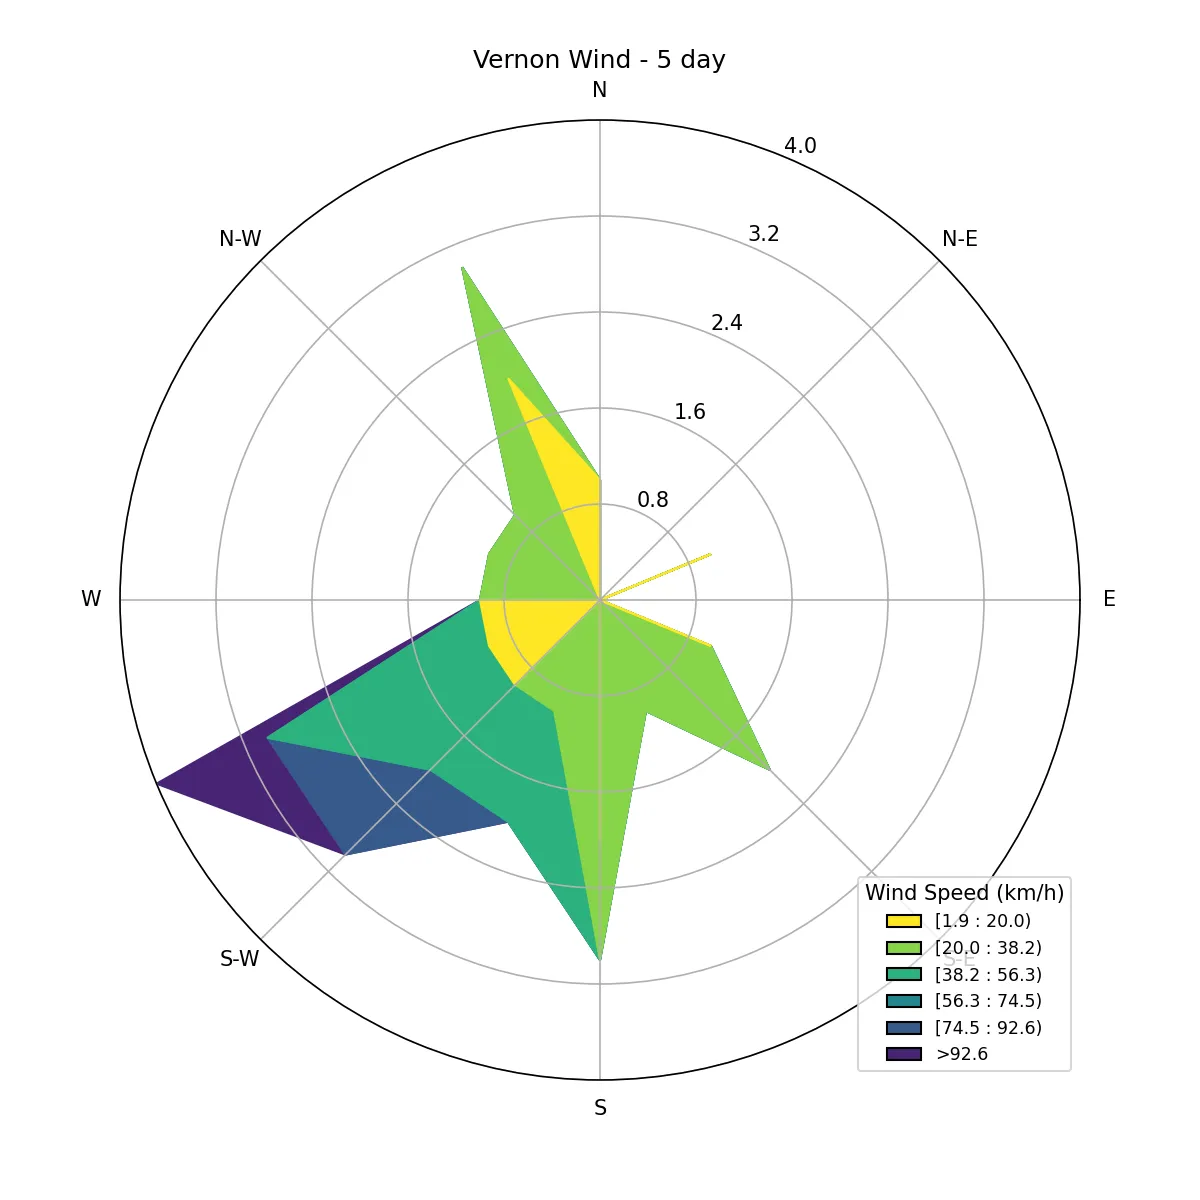 Vernon Wind - 5 day
N
4.0
N-W
3.2
N-E
2.4
1.6
0.8
W
E
S-W
S-E
Wind Speed (km/h)
[1.9 : 20.0)
[20.0 : 38.2)
[38.2 : 56.3)
[56.3 : 74.5)
[74.5 : 92.6)
>92.6
S